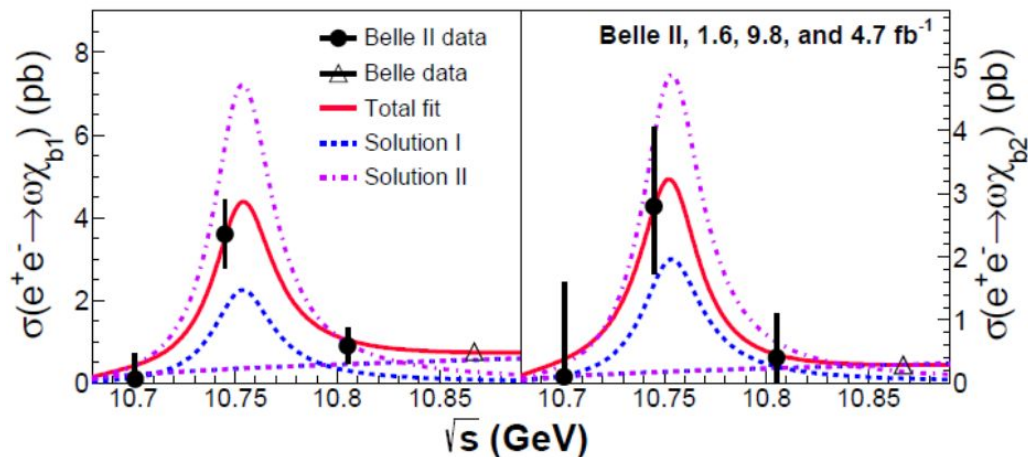 Belle II data
Belle data
Total fit
Solution I
Solution II
Belle II, 1.6, 9.8, and 4.7 fb⁻¹
σ(e⁺e⁻→ωχ_b1) (pb)
8
6
4
2
0
10.7 10.75 10.8 10.85
10.7 10.75 10.8 10.85
5
4
3
2
1
0
σ(e⁺e⁻→ωχ_b2) (pb)
√s (GeV)